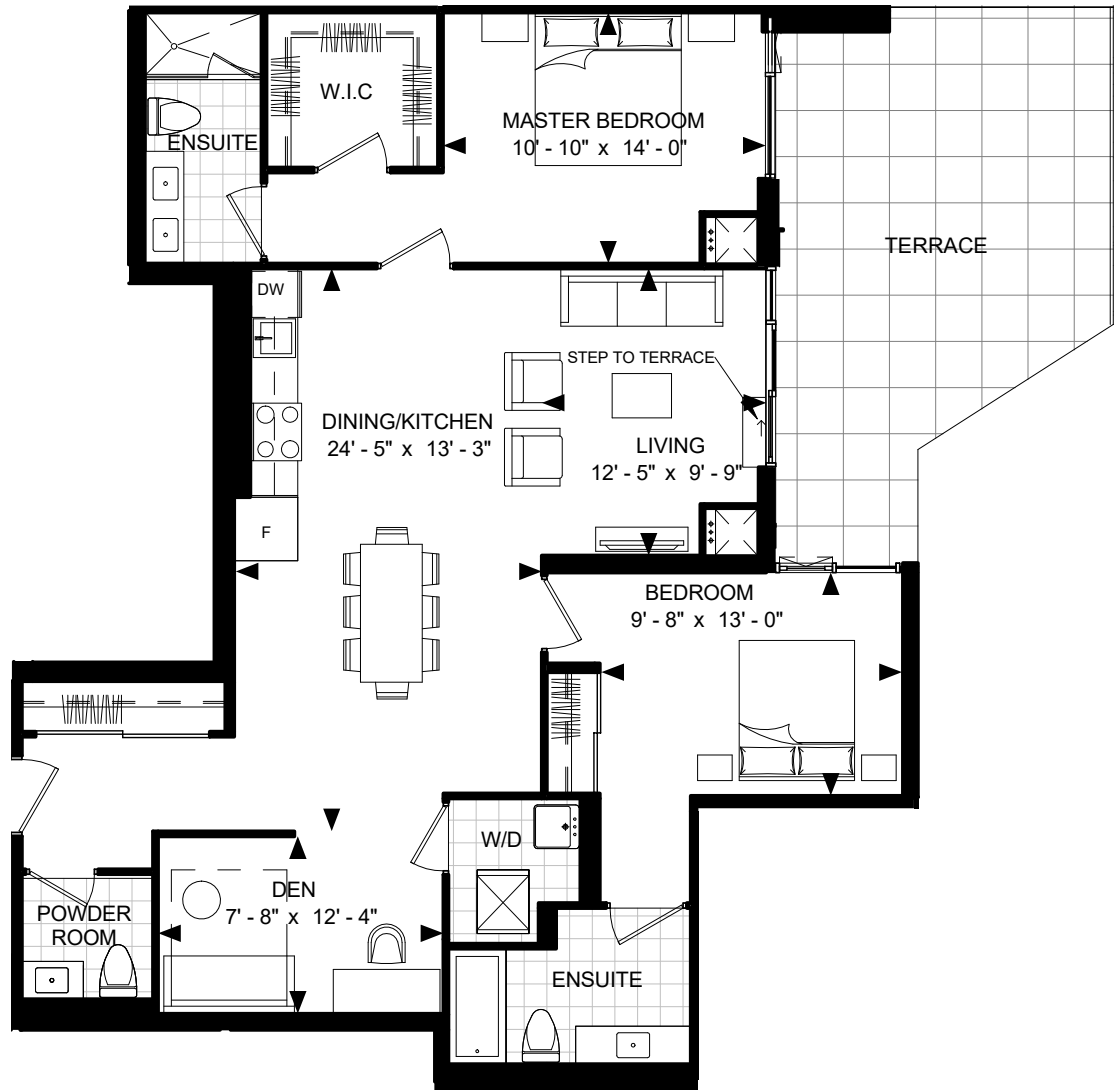 W.I.C
MASTER BEDROOM
10' - 10" x 14' - 0"
ENSUITE
TERRACE
DW
STEP TO TERRACE
DINING/KITCHEN
24' - 5" x 13' - 3"
LIVING
12' - 5" x 9' - 9"
F
BEDROOM
9' - 8" x 13' - 0"
W/D
DEN
7' - 8" x 12' - 4"
POWDER
ROOM
ENSUITE